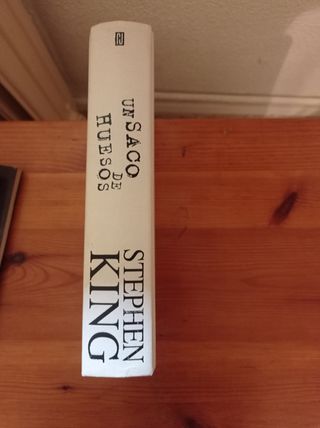 UN SACO
DE
HUESOS
STEPHEN
KING